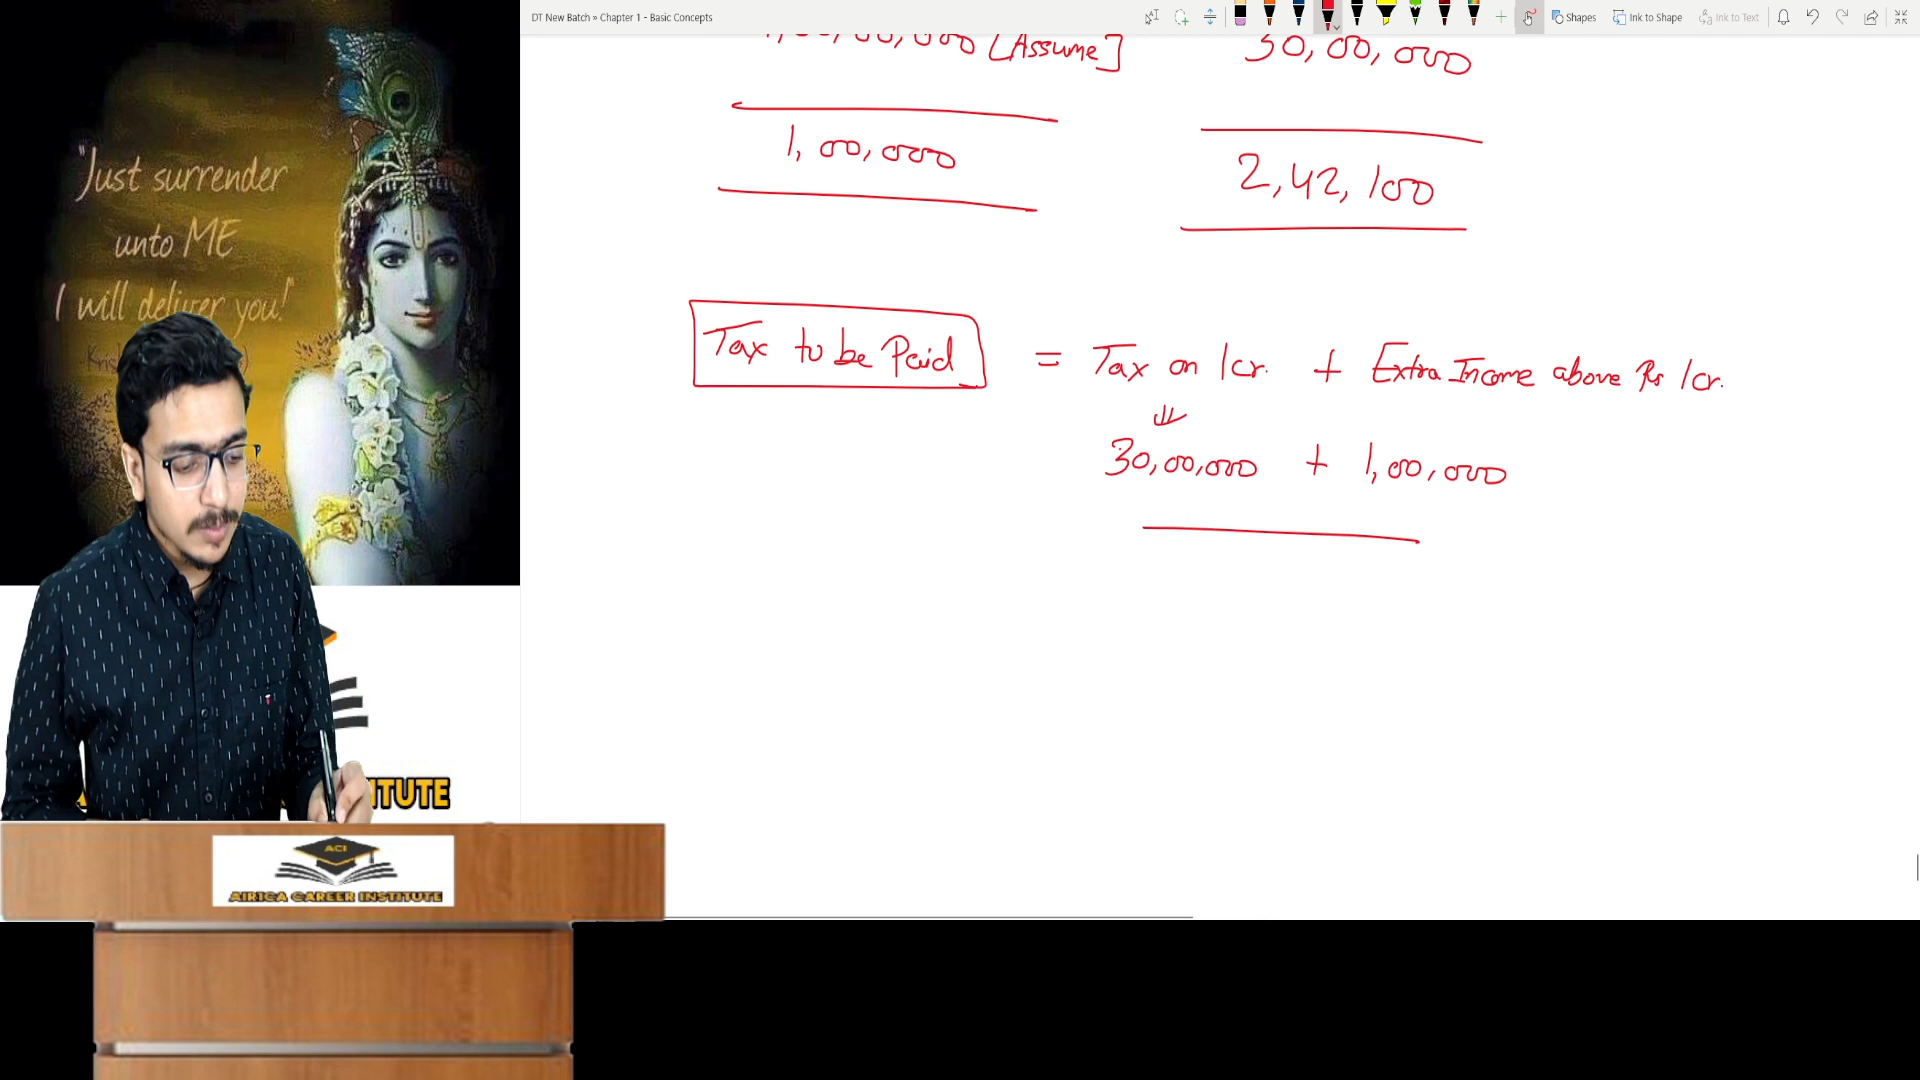 DT New Batch » Chapter 1 - Basic Concepts
Shapes
Ink to Shape
Ink to Text
[Assume]
30,00,000
1,00,000
2,42,100
"Just surrender
unto ME
I will deliver you!"
Tax to be Paid = Tax on 1cr. + Extra Income above Rs 1cr.
30,00,000 + 1,00,000
ITUTE
ACI
AIRICA CAREER INSTITUTE